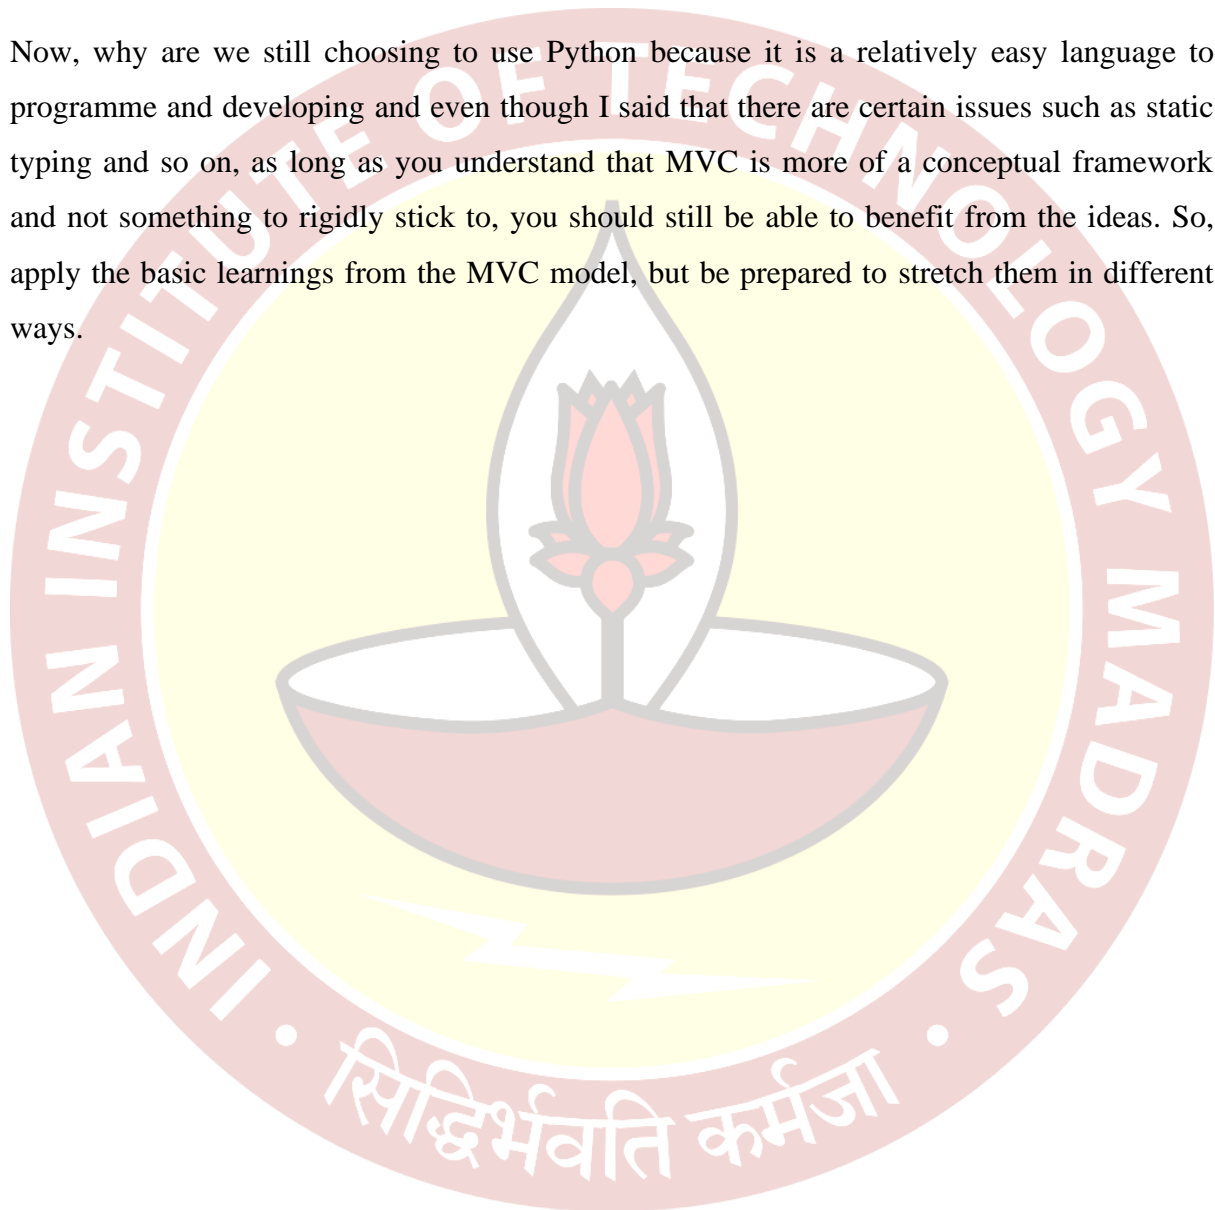 Now, why are we still choosing to use Python because it is a relatively easy language to
programme and developing and even though I said that there are certain issues such as static
typing and so on, as long as you understand that MVC is more of a conceptual framework
and not something to rigidly stick to, you should still be able to benefit from the ideas. So,
apply the basic learnings from the MVC model, but be prepared to stretch them in different
ways.
INDIAN INSTITUTE OF TECHNOLOGY MADRAS
सिद्धिर्भवति कर्मजा